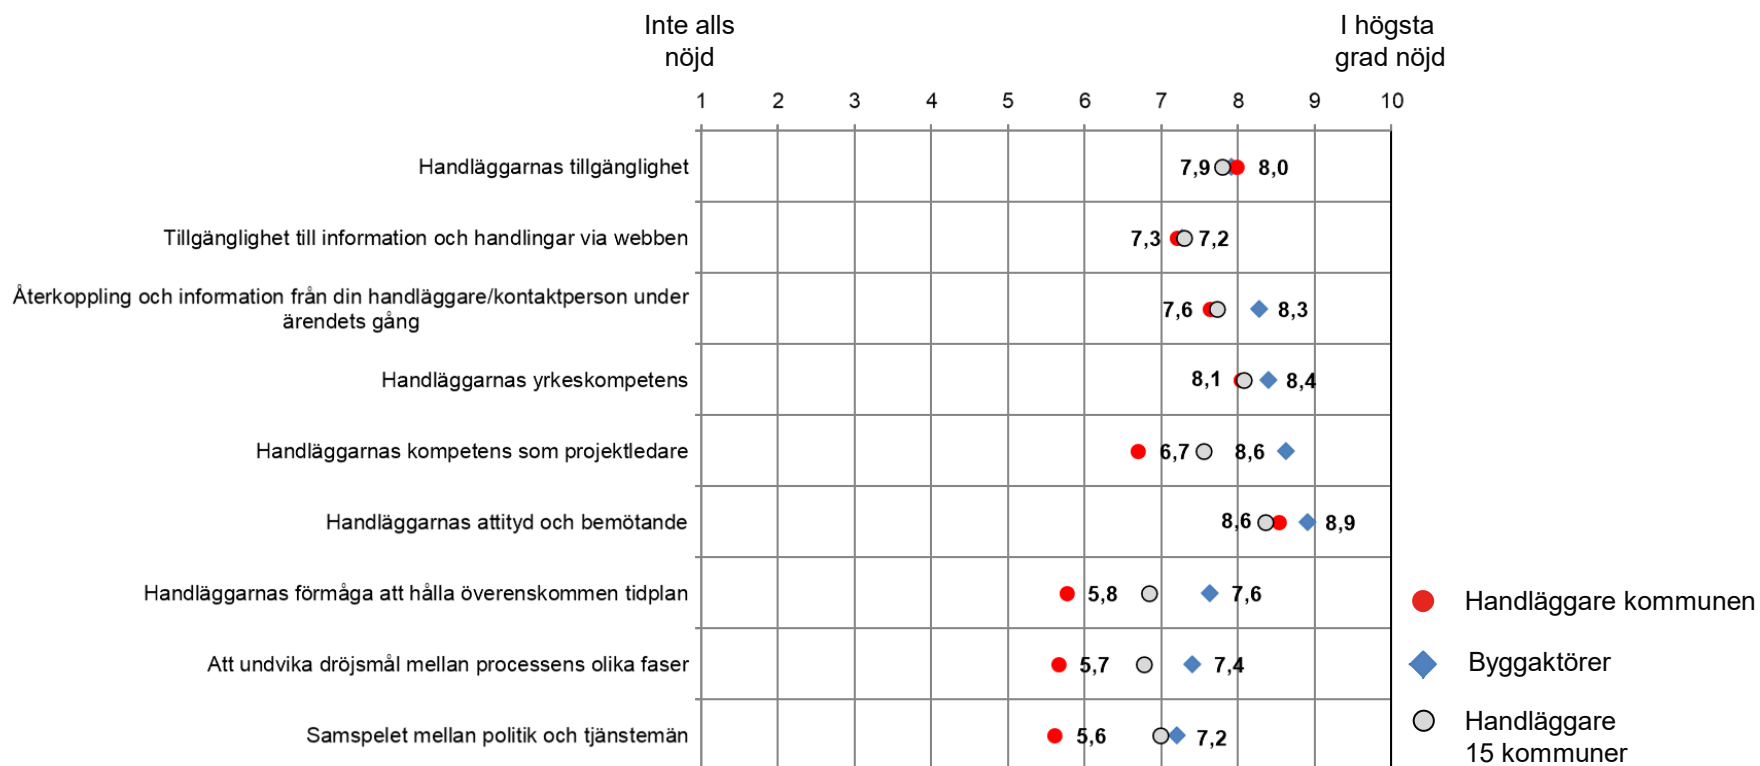 Inte alls
nöjd
I högsta
grad nöjd
1 2 3 4 5 6 7 8 9 10
Handläggarnas tillgänglighet 7,9 8,0
Tillgänglighet till information och handlingar via webben 7,3 7,2
Återkoppling och information från din handläggare/kontaktperson under
ärendets gång
7,6 8,3
Handläggarnas yrkeskompetens 8,1 8,4
Handläggarnas kompetens som projektledare 6,7 8,6
Handläggarnas attityd och bemötande 8,6 8,9
Handläggarnas förmåga att hålla överenskommen tidplan 5,8 7,6
Att undvika dröjsmål mellan processens olika faser 5,7 7,4
Samspelet mellan politik och tjänstemän 5,6 7,2
Handläggare kommunen
Byggaktörer
Handläggare
15 kommuner